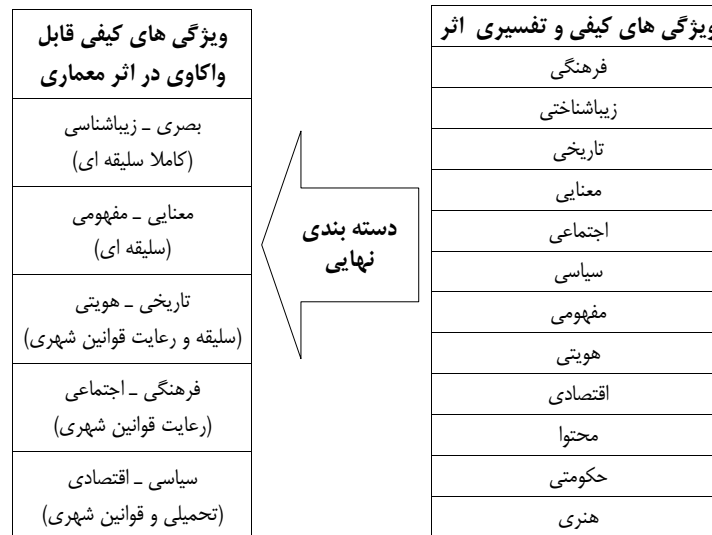 ویژگی های کیفی و تفسیری اثر
فرهنگی
زیباشناختی
تاریخی
معنایی
اجتماعی
سیاسی
مفهومی
هویتی
اقتصادی
محتوا
حکومتی
هنری
دسته بندی
نهایی
ویژگی های کیفی قابل
واکاوی در اثر معماری
بصری ـ زیباشناسی
(کاملا سلیقه ای)
معنایی ـ مفهومی
(سلیقه ای)
تاریخی ـ هویتی
(سلیقه و رعایت قوانین شهری)
فرهنگی ـ اجتماعی
(رعایت قوانین شهری)
سیاسی ـ اقتصادی
(تحمیلی و قوانین شهری)